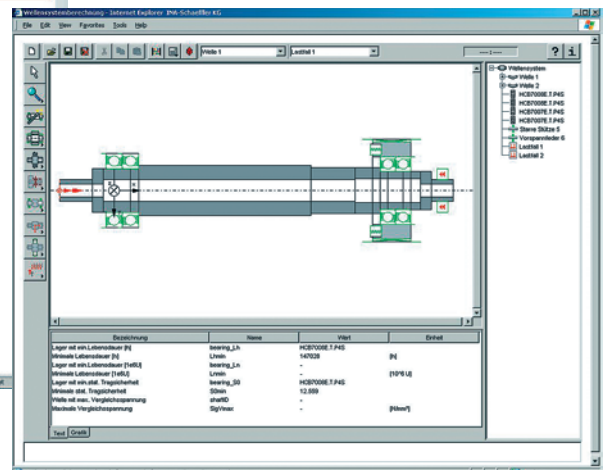 Wellensystemberechnung - Internet Explorer INA-Schaeffler KG
File Edit View Favorites Tools Help
Welle 1
Lastfall 1
Wellensystem
Welle 1
Welle 2
HCB7008E.T.P4S
HCB7008E.T.P4S
HCB7007E.T.P4S
HCB7007E.T.P4S
Starre Stütze 5
Vorspannfeder 6
Lastfall 1
Lastfall 2
x
Bezeichnung Name Wert Einheit
Lager mit min.Lebensdauer [h] bearing_Lh HCB7008E.T.P4S
Minimale Lebensdauer [h] Lhmin 147028 [h]
Lager mit min.Lebensdauer [1e6U] bearing_Ln -
Minimale Lebensdauer [1e6U] Lnmin - [10^6 U]
Lager mit min.stat. Tragsicherheit bearing_S0 HCB7008E.T.P4S
Minimale stat. Tragsicherheit S0min
Welle mit max. Vergleichsspannung shaftID -
Maximale Vergleichsspannung SigVmax - [N/mm²]
Text Grafik